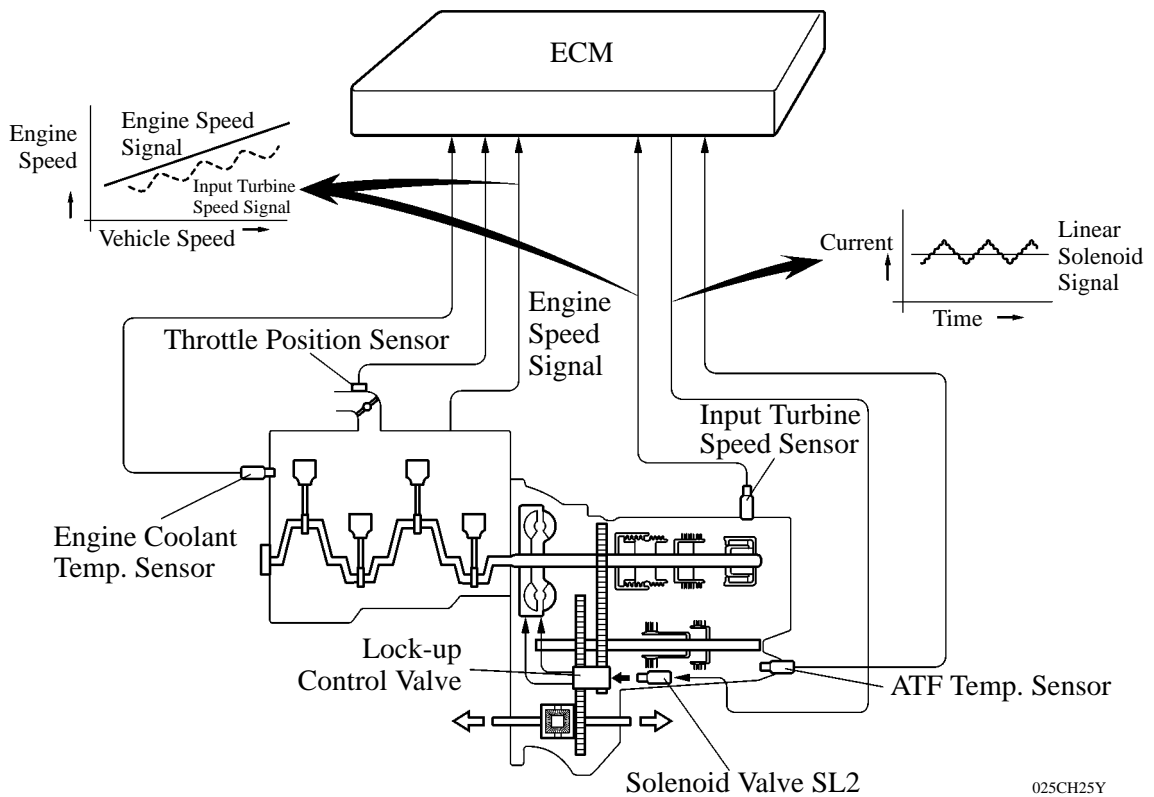 ECM
Engine
Speed
Engine Speed
Signal
Input Turbine
Speed Signal
Vehicle Speed
Current
Linear
Solenoid
Signal
Time
Engine
Speed
Signal
Throttle Position Sensor
Input Turbine
Speed Sensor
Engine Coolant
Temp. Sensor
Lock-up
Control Valve
ATF Temp. Sensor
Solenoid Valve SL2
025CH25Y